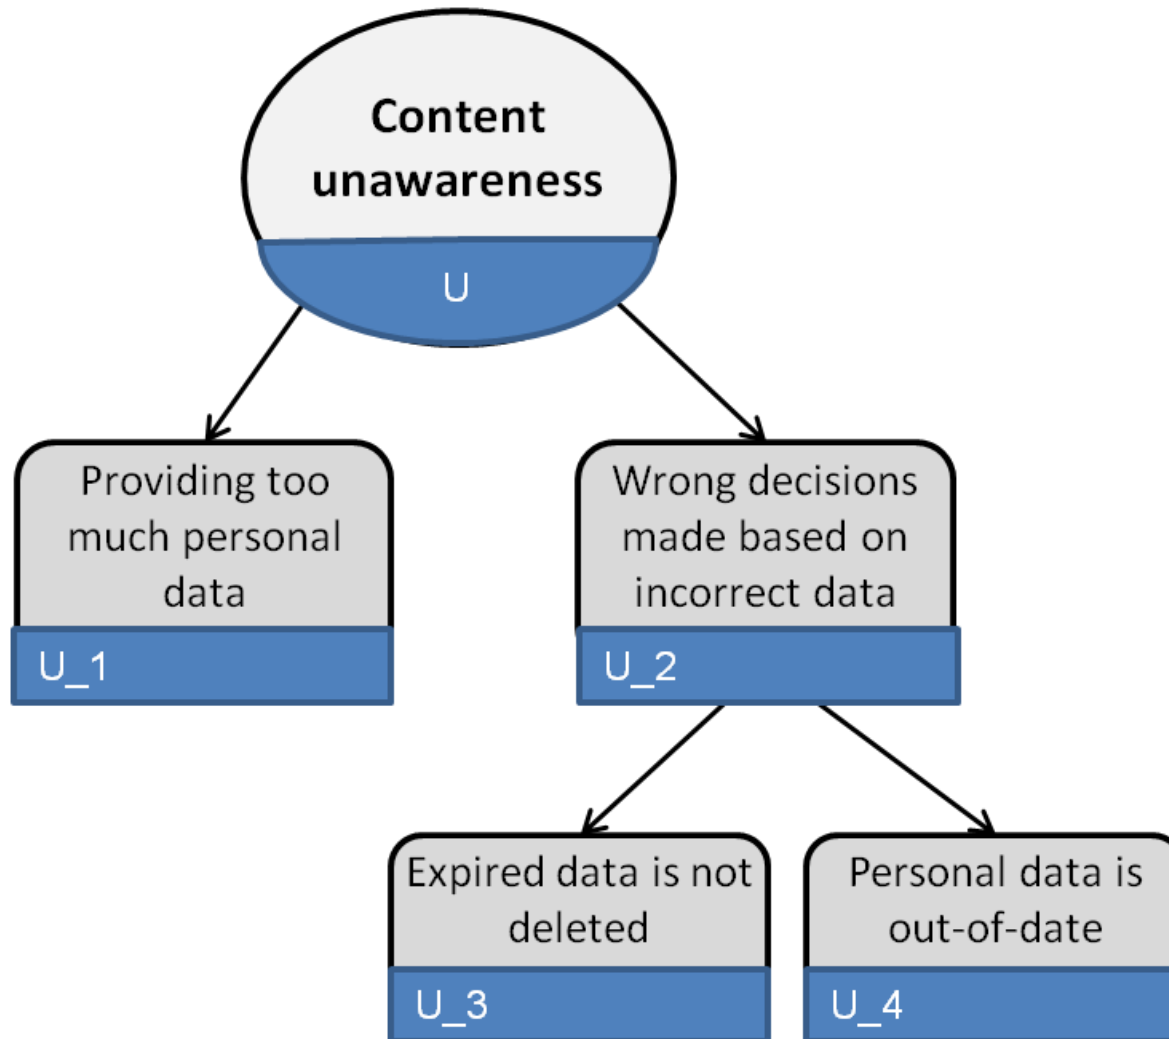 Content
unawareness
U
Providing too
much personal
data
U_1
Wrong decisions
made based on
incorrect data
U_2
Expired data is not
deleted
U_3
Personal data is
out-of-date
U_4